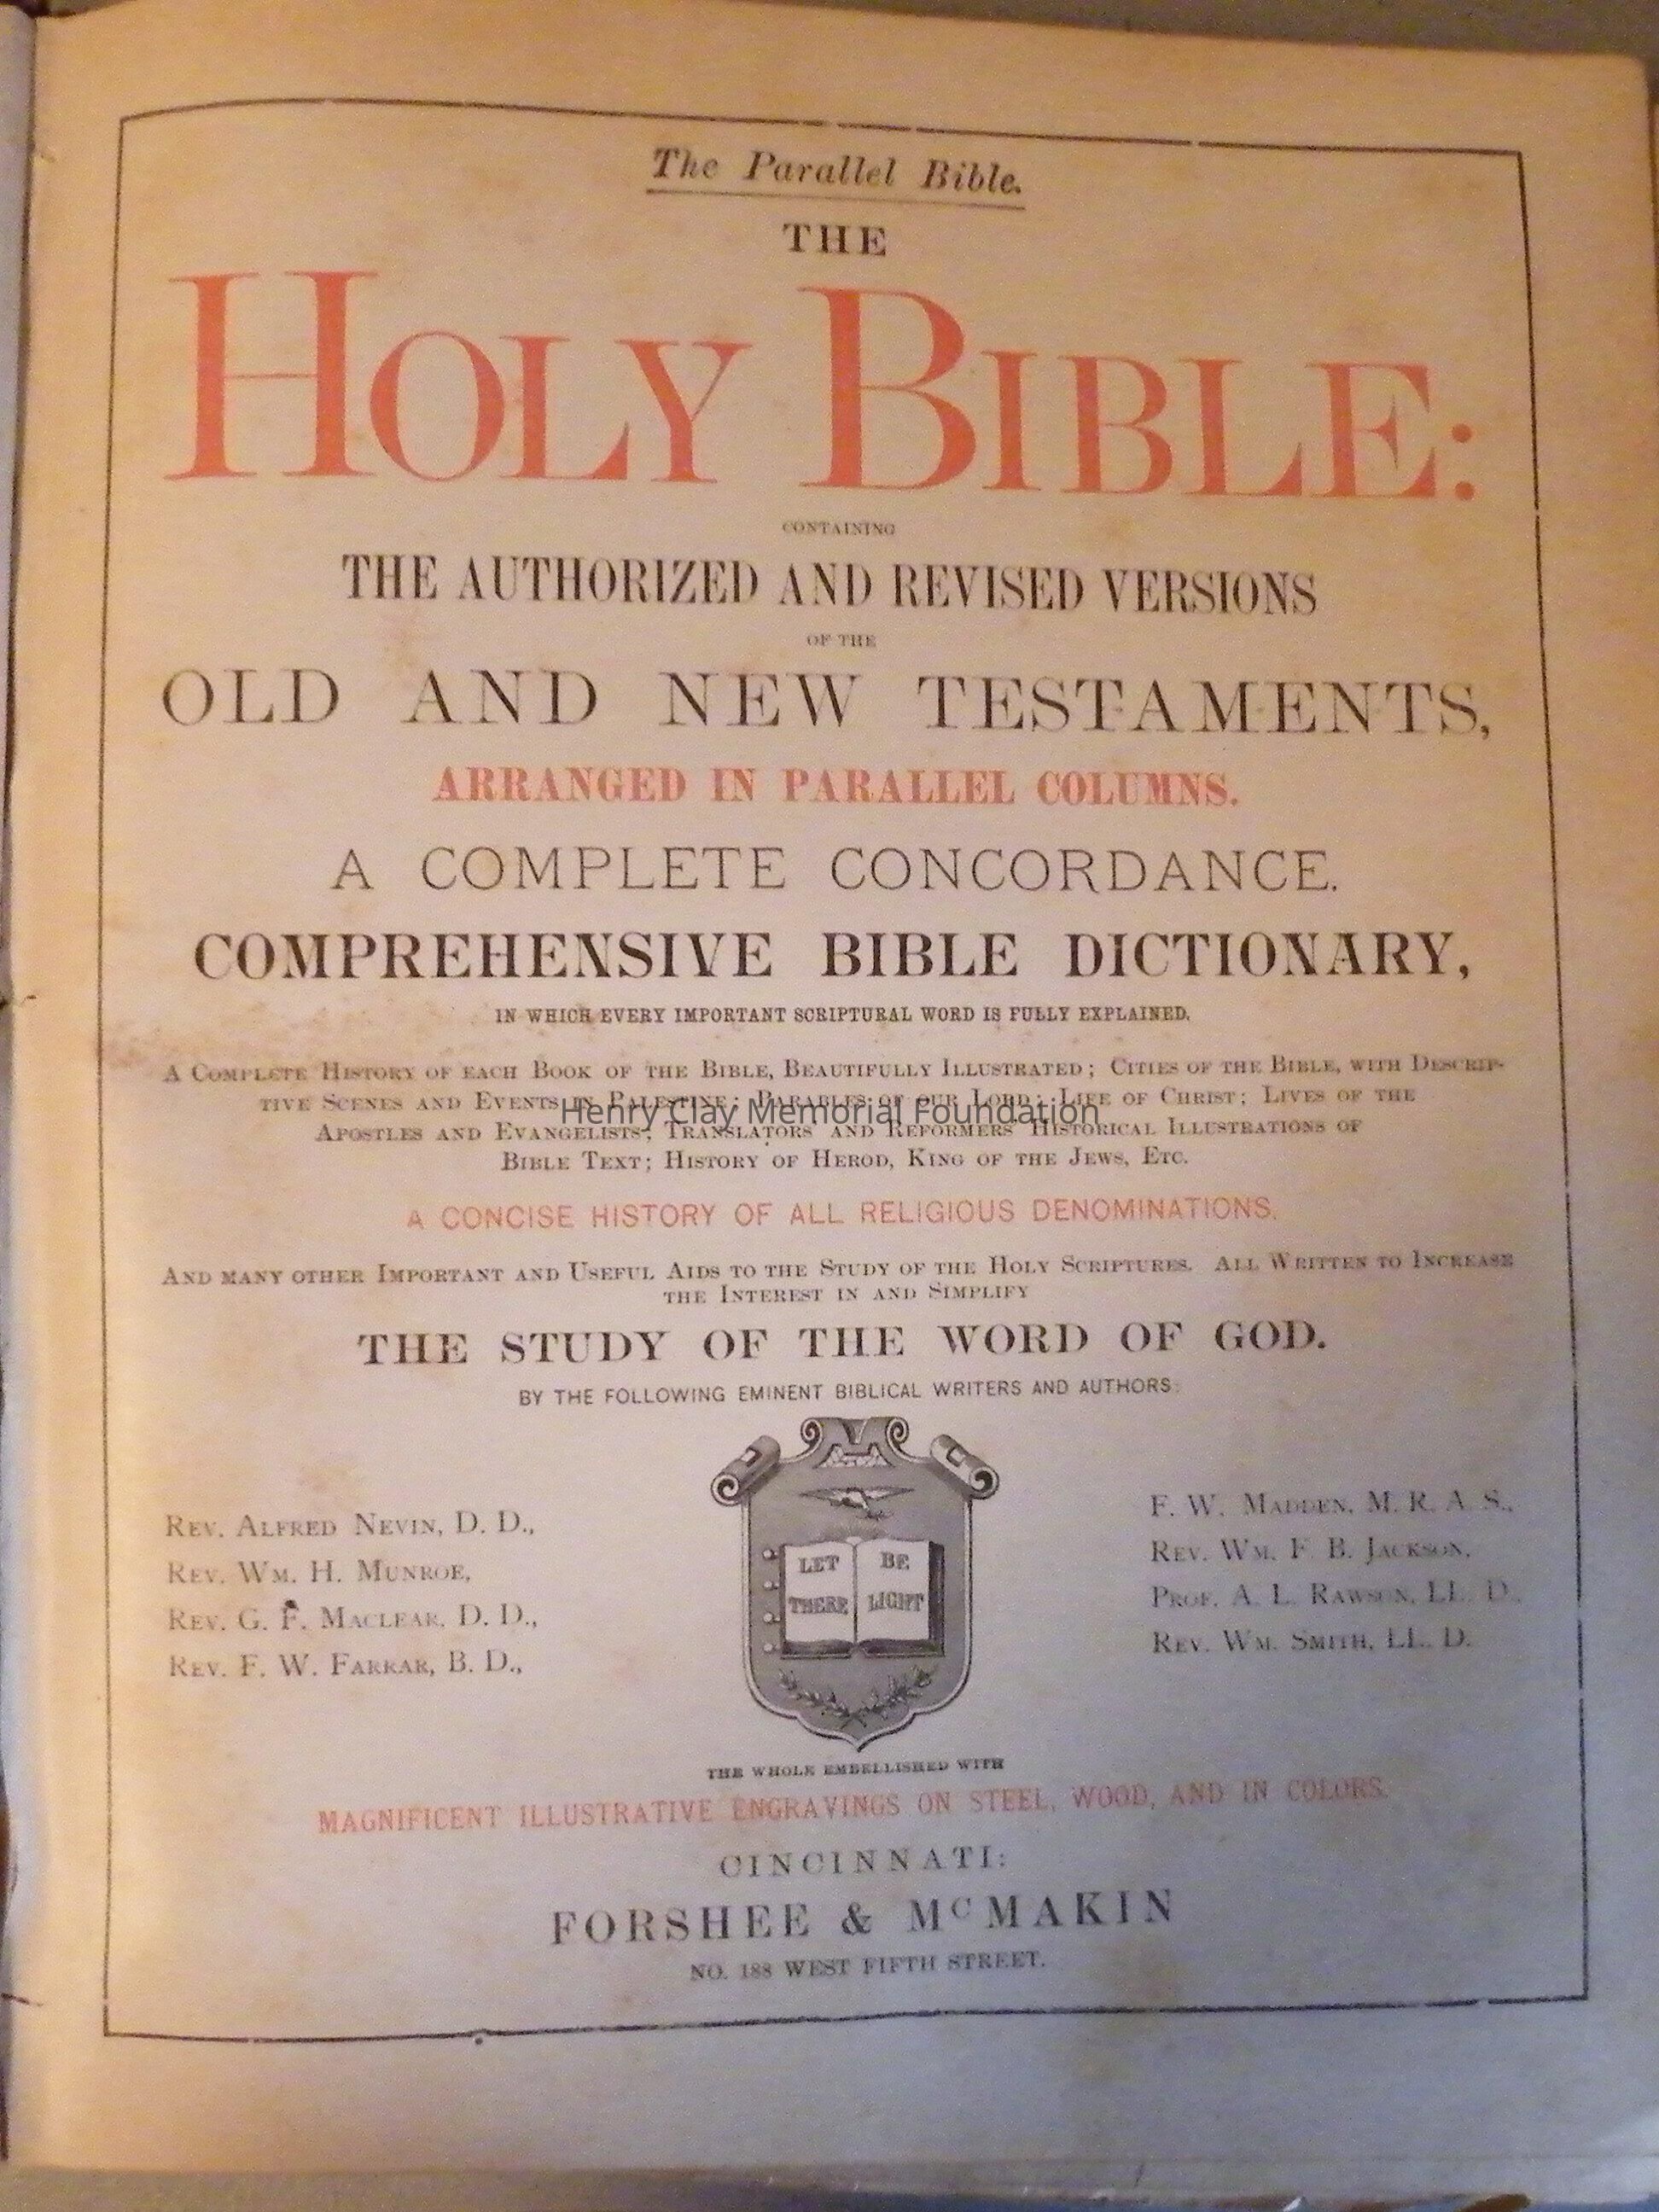 The Parallel Bible.
THE
HOLY BIBLE:
CONTAINING
THE AUTHORIZED AND REVISED VERSIONS
OF THE
OLD AND NEW TESTAMENTS,
ARRANGED IN PARALLEL COLUMNS.
A COMPLETE CONCORDANCE.
COMPREHENSIVE BIBLE DICTIONARY,
IN WHICH EVERY IMPORTANT SCRIPTURAL WORD IS FULLY EXPLAINED.
A COMPLETE HISTORY OF EACH BOOK OF THE BIBLE, BEAUTIFULLY ILLUSTRATED; CITIES OF THE BIBLE, WITH DESCRIP-
TIVE SCENES AND EVENTS IN PALESTINE; PARABLES OF OUR LORD; LIFE OF CHRIST; LIVES OF THE
Henry Clay Memorial Foundation
APOSTLES AND EVANGELISTS; TRANSLATORS AND REFORMERS HISTORICAL ILLUSTRATIONS OF
BIBLE TEXT; HISTORY OF HEROD, KING OF THE JEWS, ETC.
A CONCISE HISTORY OF ALL RELIGIOUS DENOMINATIONS.
AND MANY OTHER IMPORTANT AND USEFUL AIDS TO THE STUDY OF THE HOLY SCRIPTURES. ALL WRITTEN TO INCREASE
THE INTEREST IN AND SIMPLIFY
THE STUDY OF THE WORD OF GOD.
BY THE FOLLOWING EMINENT BIBLICAL WRITERS AND AUTHORS:
REV. ALFRED NEVIN, D. D.,
REV. WM. H. MUNROE,
REV. G. F. MACLEAR, D. D.,
REV. F. W. FARRAR, B. D.,
LET BE
THERE LIGHT
F. W. MADDEN, M. R. A. S.,
REV. WM. F. B. JACKSON,
PROF. A. L. RAWSON, LL. D.,
REV. WM. SMITH, LL. D.
THE WHOLE EMBELLISHED WITH
MAGNIFICENT ILLUSTRATIVE ENGRAVINGS ON STEEL, WOOD, AND IN COLORS.
CINCINNATI:
FORSHEE & McMAKIN
NO. 188 WEST FIFTH STREET.